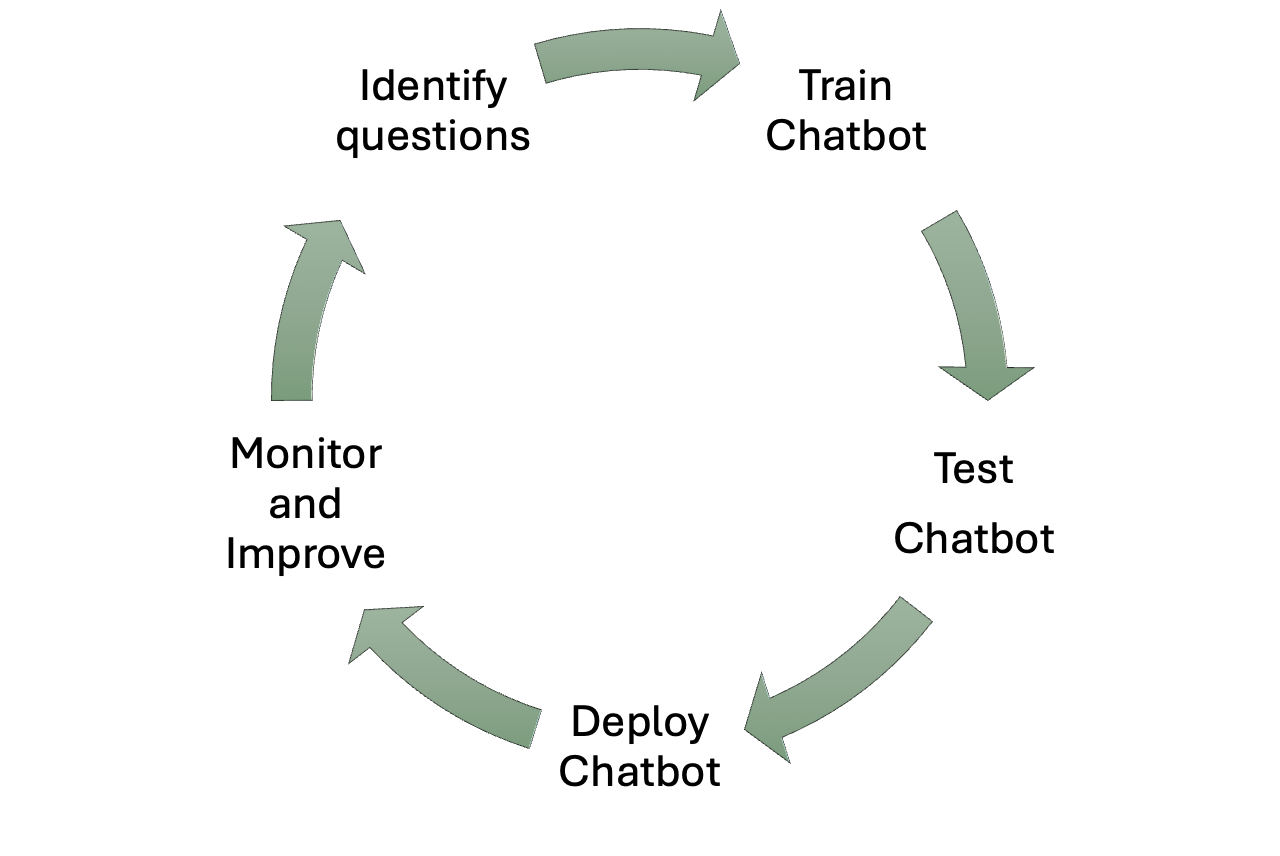 Identify
questions
Train
Chatbot
Test
Chatbot
Deploy
Chatbot
Monitor
and
Improve